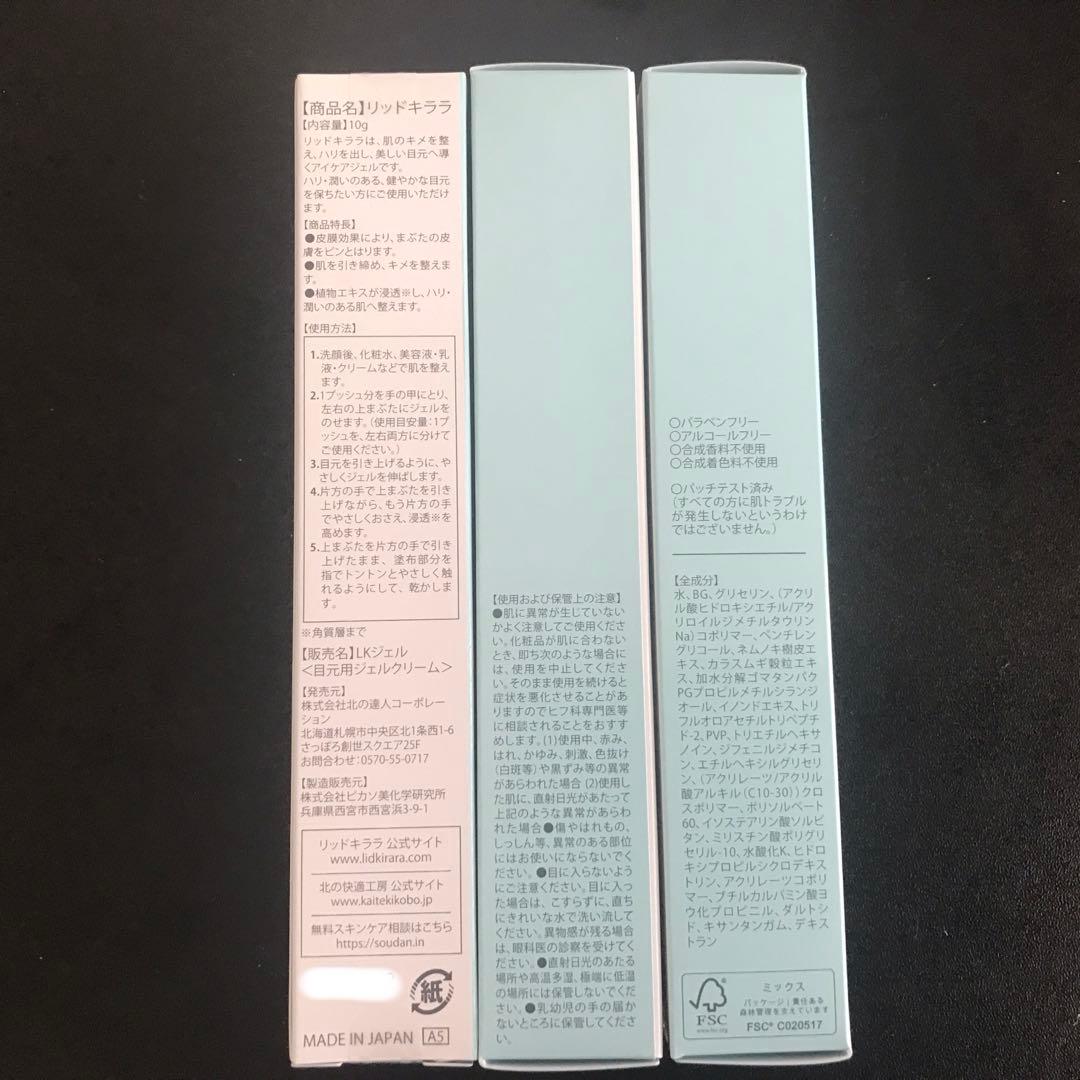 【商品名】リッドキララ
【内容量】10g
リッドキララは、肌のキメを整
え、ハリを出し、美しい目元へ導
くアイケアジェルです。
ハリ・潤いのある、健やかな目元
を保ちたい方にご使用いただけ
ます。
【商品特長】
●皮膜効果により、まぶたの皮
膚をピンとはります。
●肌を引き締め、キメを整えま
す。
●植物エキスが浸透※し、ハリ・
潤いのある肌へ整えます。
【使用方法】
1.洗顔後、化粧水、美容液・乳
液・クリームなどで肌を整え
ます。
2.1プッシュ分を手の甲にとり、
左右の上まぶたにジェルを
のせます。(使用目安量:1プ
ッシュを、左右両方に分けて
ご使用ください。)
3.目元を引き上げるように、や
さしくジェルを伸ばします。
4.片方の手で上まぶたを引き
上げながら、もう片方の手
でやさしくおさえ、浸透※を
高めます。
5.上まぶたを片方の手で引き
上げたまま、塗布部分を
指でトントンとやさしく触
れるようにして、乾かしま
す。
※角質層まで
【販売名】LKジェル
<目元用ジェルクリーム>
【発売元】
株式会社北の達人コーポレー
ション
北海道札幌市中央区北1条西1-6
さっぽろ創世スクエア25F
お問合わせ:0570-55-0717
【製造販売元】
株式会社ピカソ美化学研究所
兵庫県西宮市西宮浜3-9-1
リッドキララ 公式サイト
www.lidkirara.com
北の快適工房 公式サイト
www.kaitekikobo.jp
無料スキンケア相談はこちら
https://soudan.in
紙
MADE IN JAPAN A5
【使用および保管上の注意】
●肌に異常が生じていない
かよく注意してご使用くださ
い。化粧品が肌に合わない
とき、即ち次のような場合に
は、使用を中止してくださ
い。そのまま使用を続けると
症状を悪化させることがあ
りますのでヒフ科専門医等
に相談されることをおすす
めします。(1)使用中、赤み、
はれ、かゆみ、刺激、色抜け
(白斑等)や黒ずみ等の異常
があらわれた場合 (2)使用し
た肌に、直射日光があたって
上記のような異常があらわ
れた場合●傷やはれもの、
しっしん等、異常のある部位
にはお使いにならないでくだ
さい。●目に入らないよう
にご注意ください。目に入っ
た場合は、こすらずに、直ち
にきれいな水で洗い流して
ください。異物感が残る場合
は、眼科医の診察を受けてくだ
さい。●直射日光のあたる
場所や高温多湿、極端に低温
の場所には保管しないでくだ
さい。●乳幼児の手の届か
ないところに保管してくださ
い。
○パラベンフリー
○アルコールフリー
○合成香料不使用
○合成着色料不使用
○パッチテスト済み
(すべての方に肌トラブル
が発生しないというわけ
ではございません。)
【全成分】
水、BG、グリセリン、(アクリ
ル酸ヒドロキシエチル/アク
リロイルジメチルタウリン
Na)コポリマー、ペンチレン
グリコール、ネムノキ樹皮エ
キス、カラスムギ穀粒エキ
ス、加水分解ゴマタンパク
PGプロピルメチルシランジ
オール、イノンドエキス、トリ
フルオロアセチルトリペプチ
ド-2、PVP、トリエチルヘキサ
ノイン、ジフェニルジメチコ
ン、エチルヘキシルグリセリ
ン、(アクリレーツ/アクリル
酸アルキル(C10-30))クロ
スポリマー、ポリソルベート
60、イソステアリン酸ソルビ
タン、ミリスチン酸ポリグリ
セリル-10、水酸化K、ヒドロ
キシプロピルシクロデキス
トリン、アクリレーツコポリ
マー、ブチルカルバミン酸ヨ
ウ化プロピニル、ダルトシ
ド、キサンタンガム、デキス
トラン
FSC
www.fsc.org
ミックス
パッケージ | 責任ある
森林管理を支えています
FSC® C020517